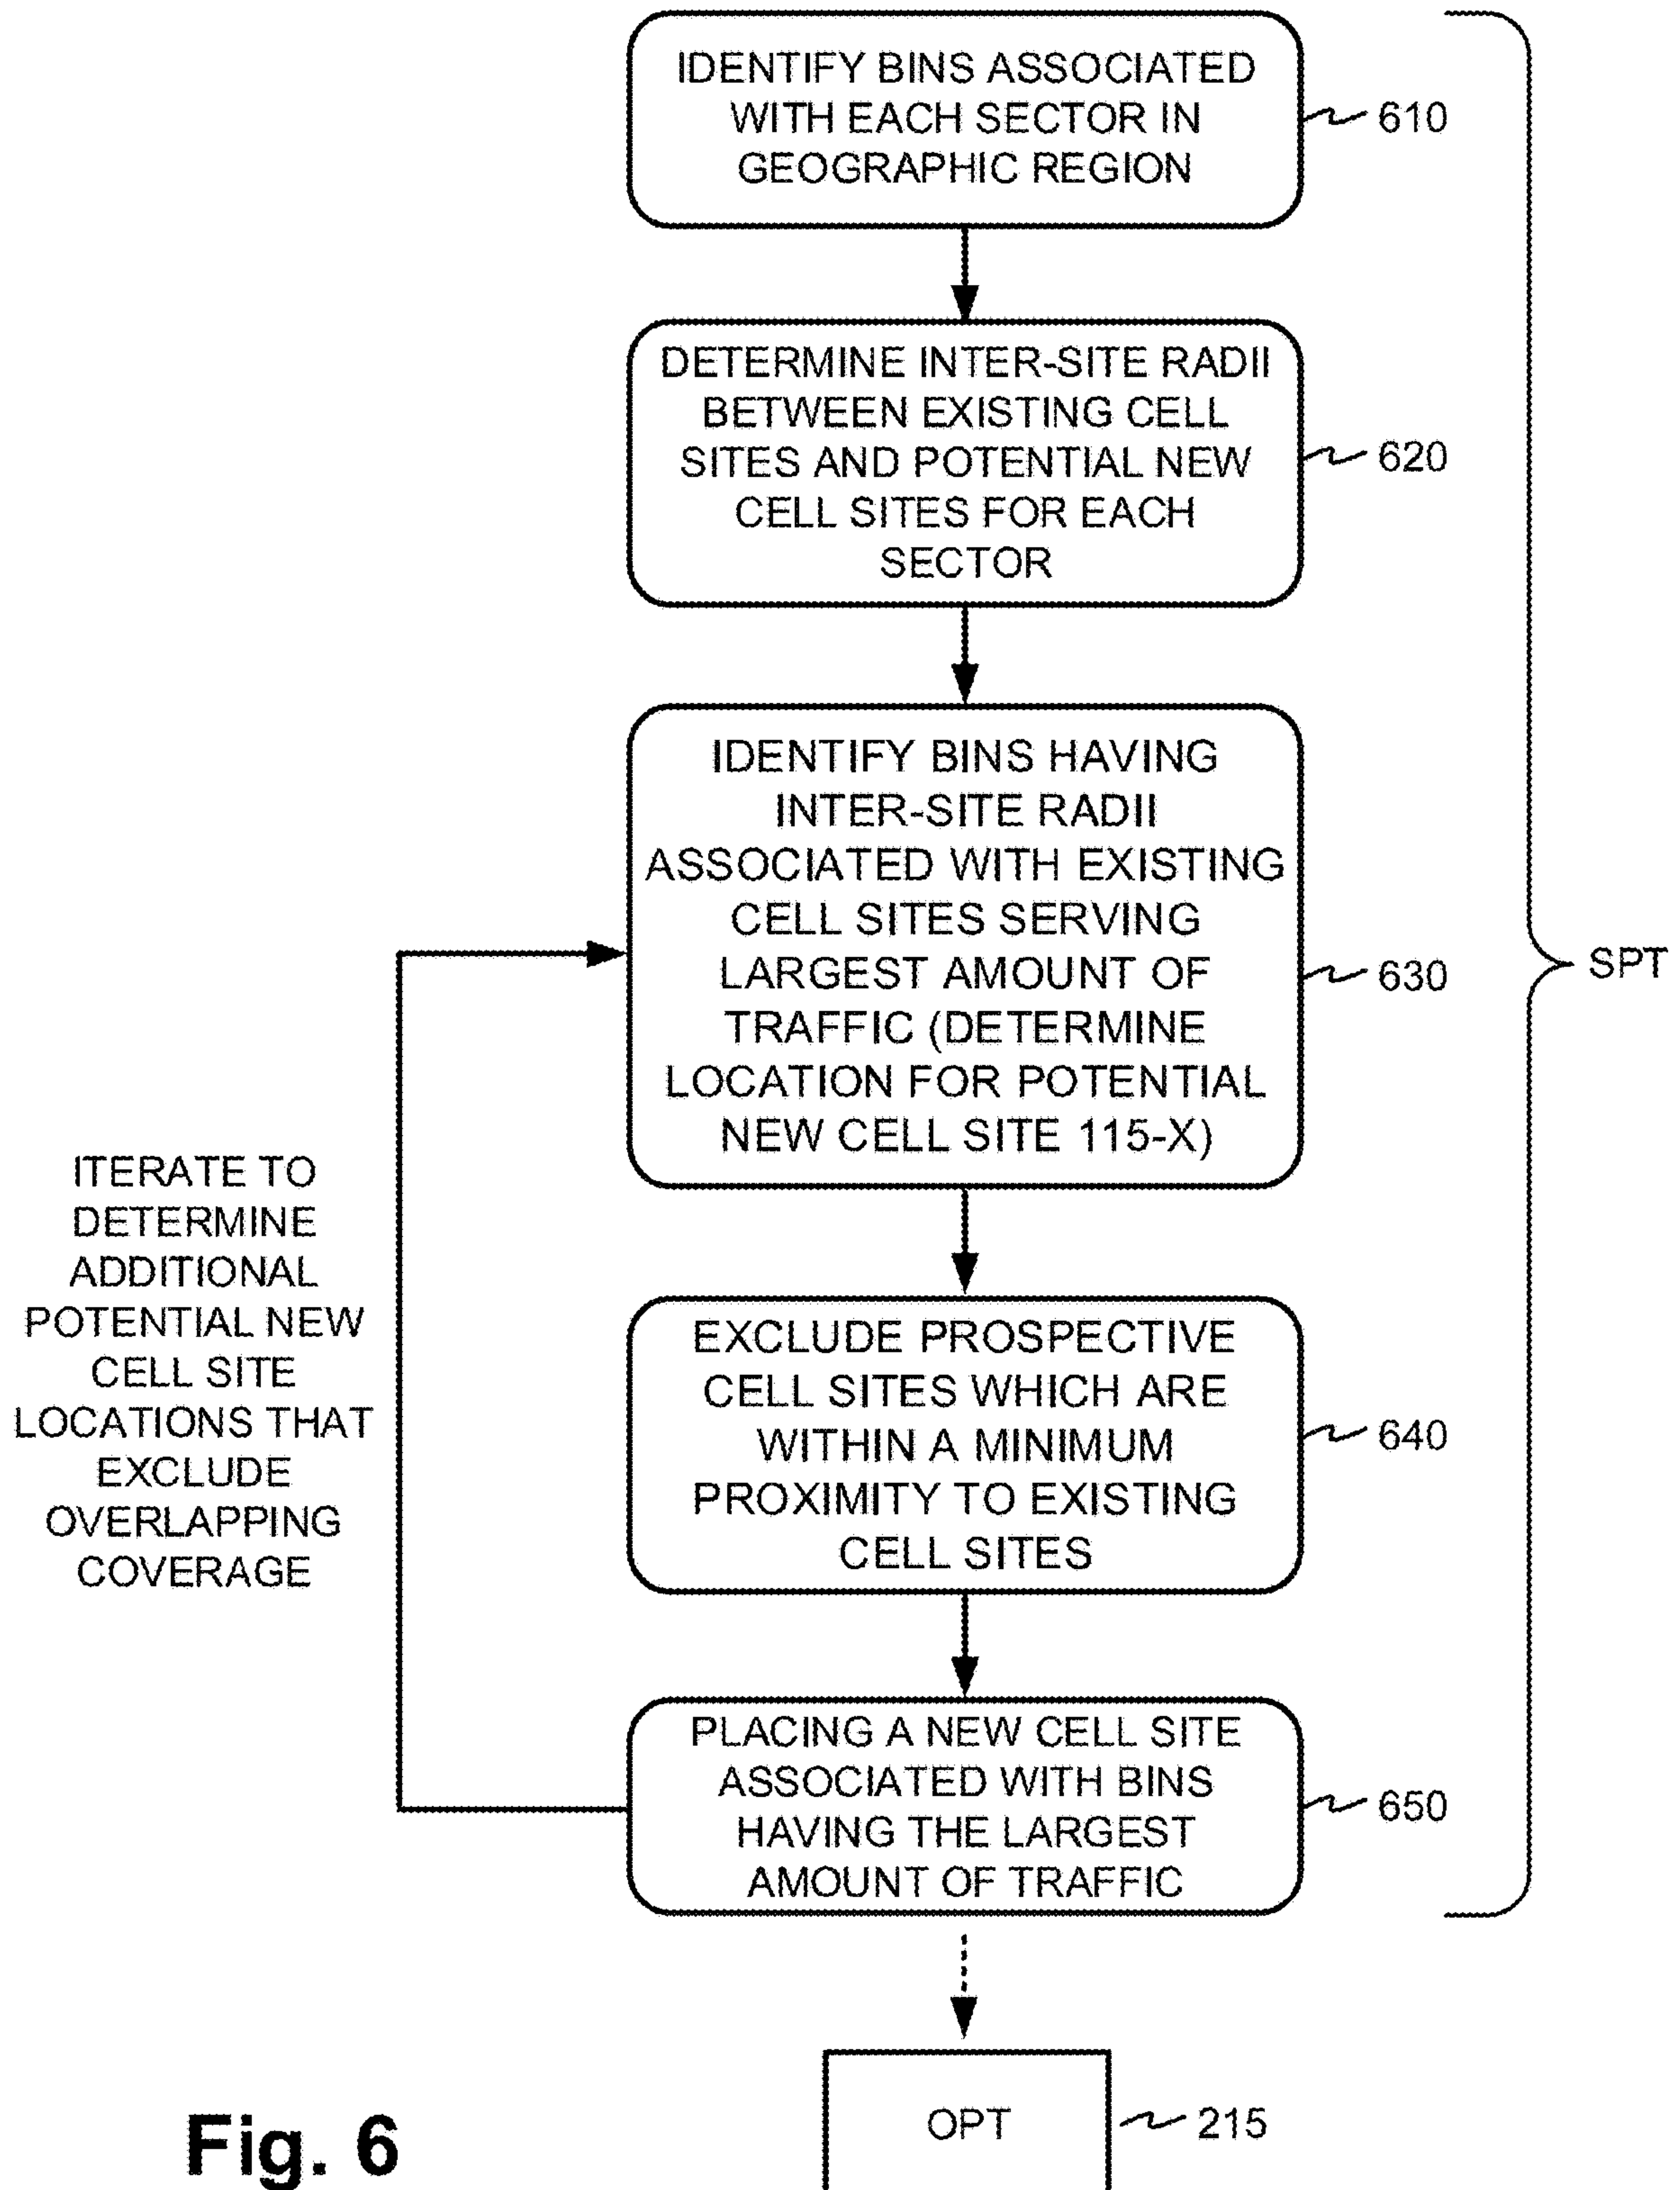 IDENTIFY BINS ASSOCIATED
WITH EACH SECTOR IN
GEOGRAPHIC REGION
610
DETERMINE INTER-SITE RADII
BETWEEN EXISTING CELL
SITES AND POTENTIAL NEW
CELL SITES FOR EACH
SECTOR
620
IDENTIFY BINS HAVING
INTER-SITE RADII
ASSOCIATED WITH EXISTING
CELL SITES SERVING
LARGEST AMOUNT OF
TRAFFIC (DETERMINE
LOCATION FOR POTENTIAL
NEW CELL SITE 115-X)
630
SPT
ITERATE TO
DETERMINE
ADDITIONAL
POTENTIAL NEW
CELL SITE
LOCATIONS THAT
EXCLUDE
OVERLAPPING
COVERAGE
EXCLUDE PROSPECTIVE
CELL SITES WHICH ARE
WITHIN A MINIMUM
PROXIMITY TO EXISTING
CELL SITES
640
PLACING A NEW CELL SITE
ASSOCIATED WITH BINS
HAVING THE LARGEST
AMOUNT OF TRAFFIC
650
OPT
215
Fig. 6